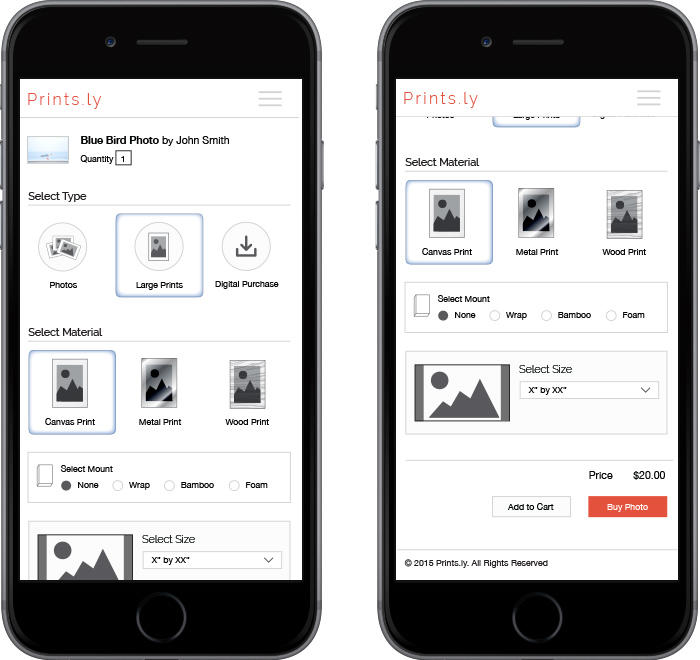 Prints.ly
Blue Bird Photo by John Smith
Quantity 1
Select Type
Photos Large Prints Digital Purchase
Select Material
Canvas Print Metal Print Wood Print
Select Mount
None Wrap Bamboo Foam
Select Size
X" by XX"
Prints.ly
Photos Large Prints
Select Material
Canvas Print Metal Print Wood Print
Select Mount
None Wrap Bamboo Foam
Select Size
X" by XX"
Price $20.00
Add to Cart Buy Photo
© 2015 Prints.ly. All Rights Reserved